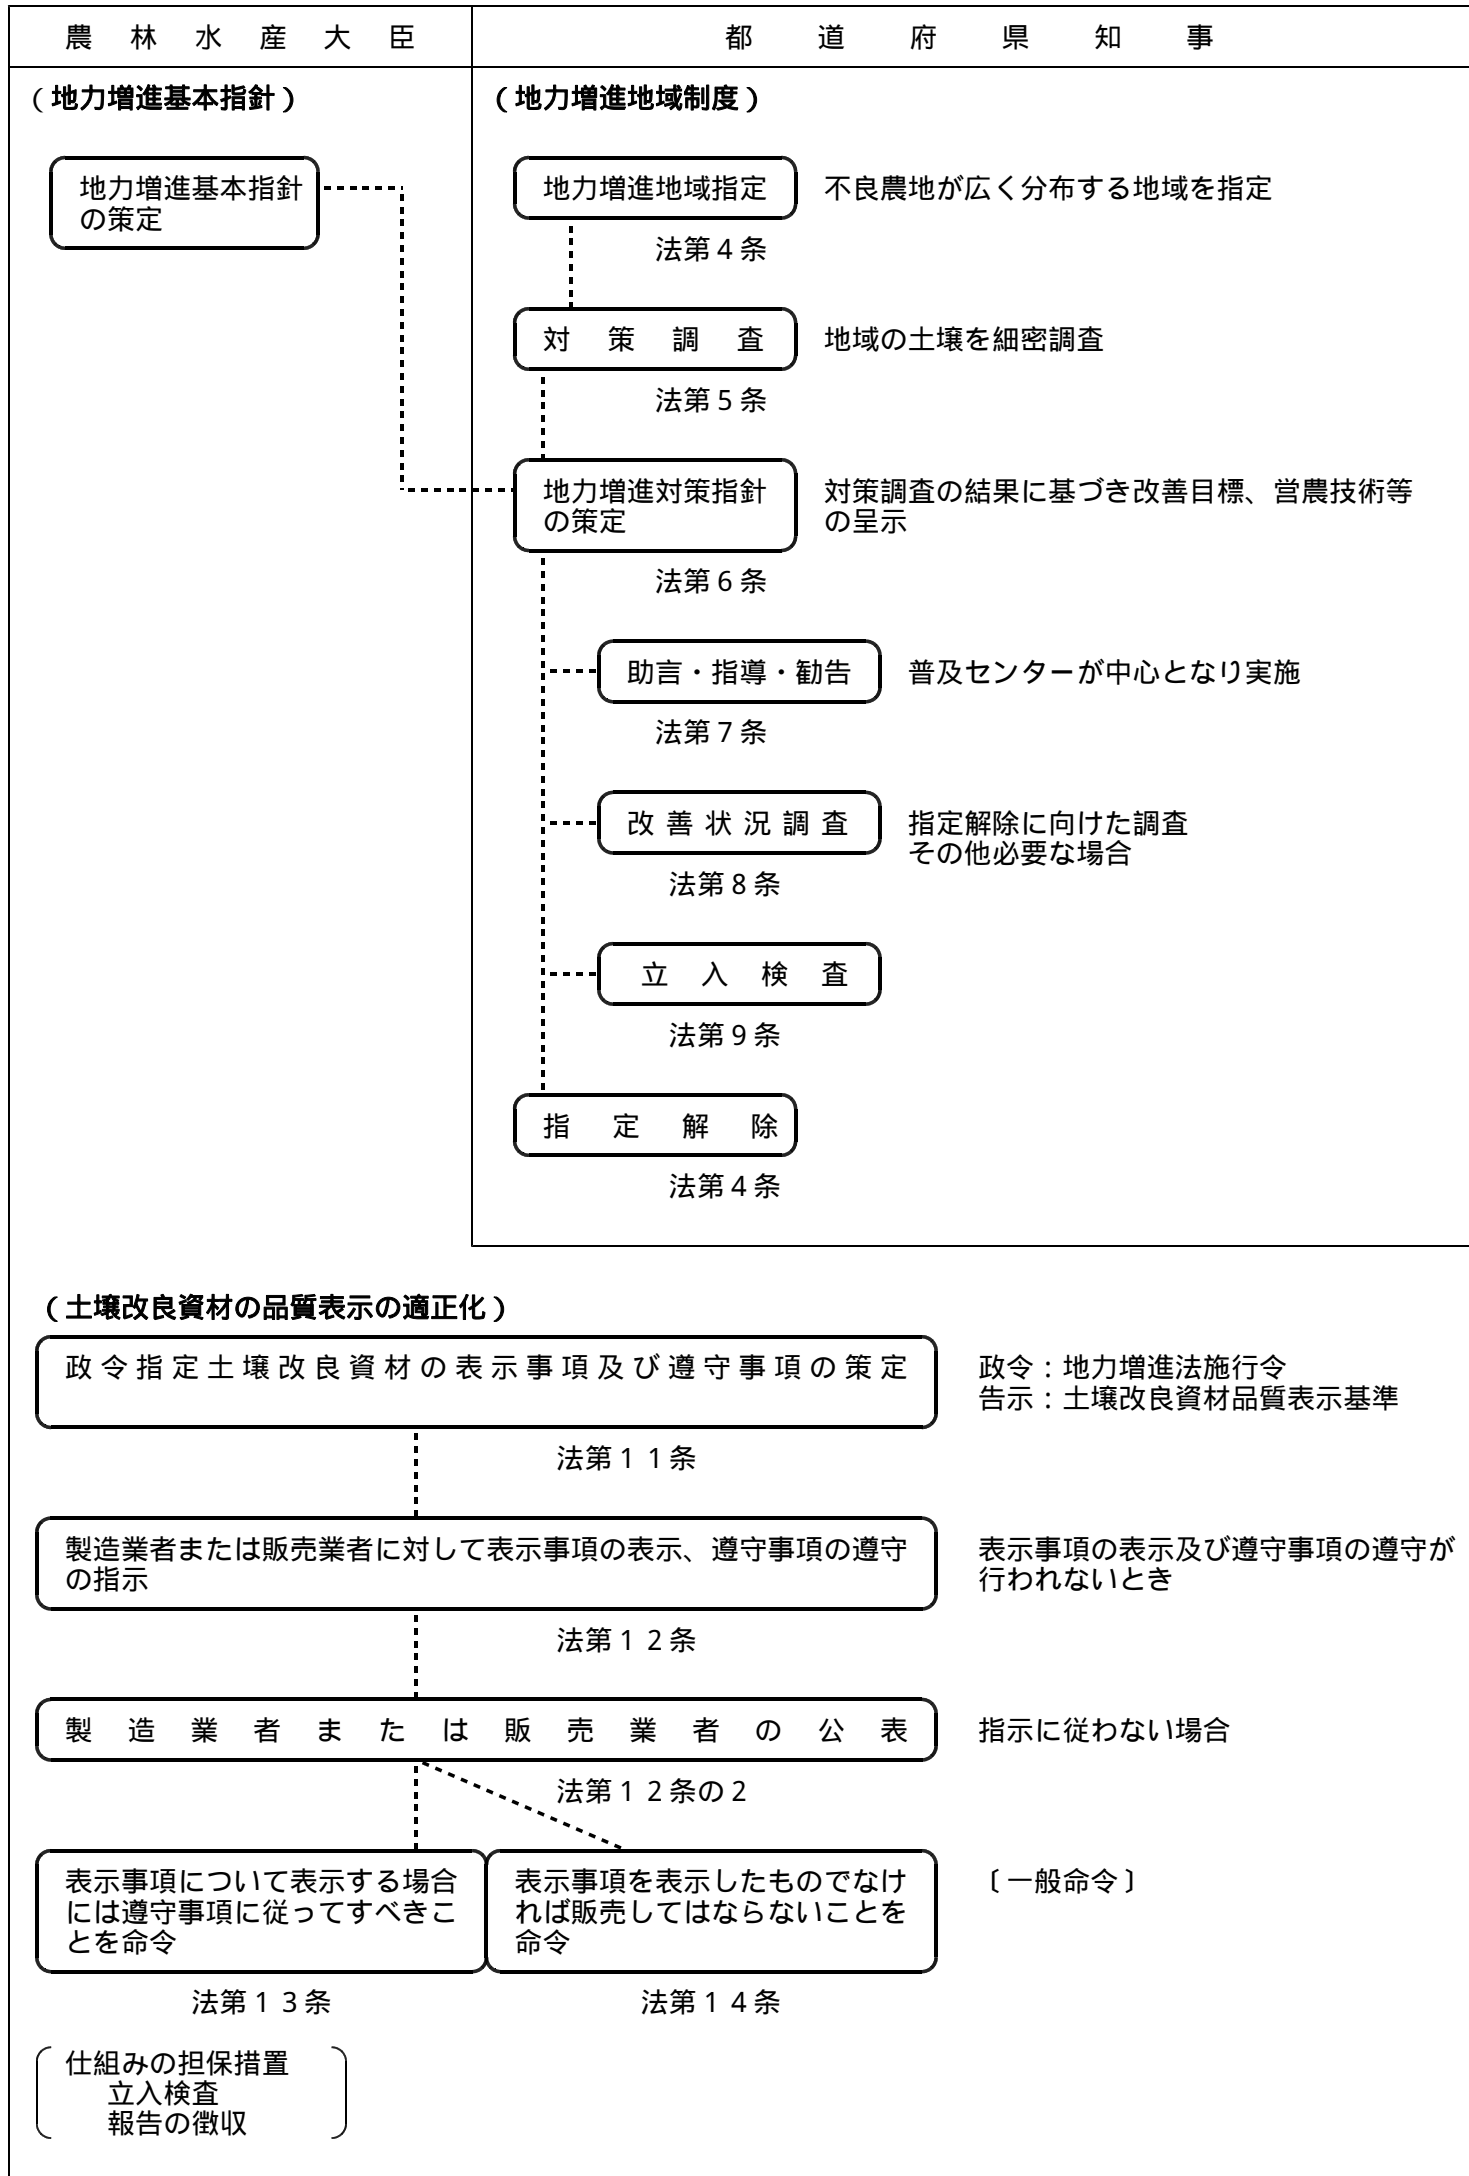 農林水産大臣
都道府県知事
（地力増進基本指針）
地力増進基本指針
の策定
（地力増進地域制度）
地力増進地域指定
不良農地が広く分布する地域を指定
法第４条
対策調査
地域の土壌を細密調査
法第５条
地力増進対策指針
の策定
対策調査の結果に基づき改善目標、営農技術等
の呈示
法第６条
助言・指導・勧告
普及センターが中心となり実施
法第７条
改善状況調査
指定解除に向けた調査
その他必要な場合
法第８条
立入検査
法第９条
指定解除
法第４条
（土壌改良資材の品質表示の適正化）
政令指定土壌改良資材の表示事項及び遵守事項の策定
政令：地力増進法施行令
告示：土壌改良資材品質表示基準
法第１１条
製造業者または販売業者に対して表示事項の表示、遵守事項の遵守
の指示
表示事項の表示及び遵守事項の遵守が
行われないとき
法第１２条
製造業者または販売業者の公表
指示に従わない場合
法第１２条の２
表示事項について表示する場合
には遵守事項に従ってすべきこ
とを命令
表示事項を表示したものでなけ
れば販売してはならないことを
命令
〔一般命令〕
法第１３条
法第１４条
仕組みの担保措置
立入検査
報告の徴収